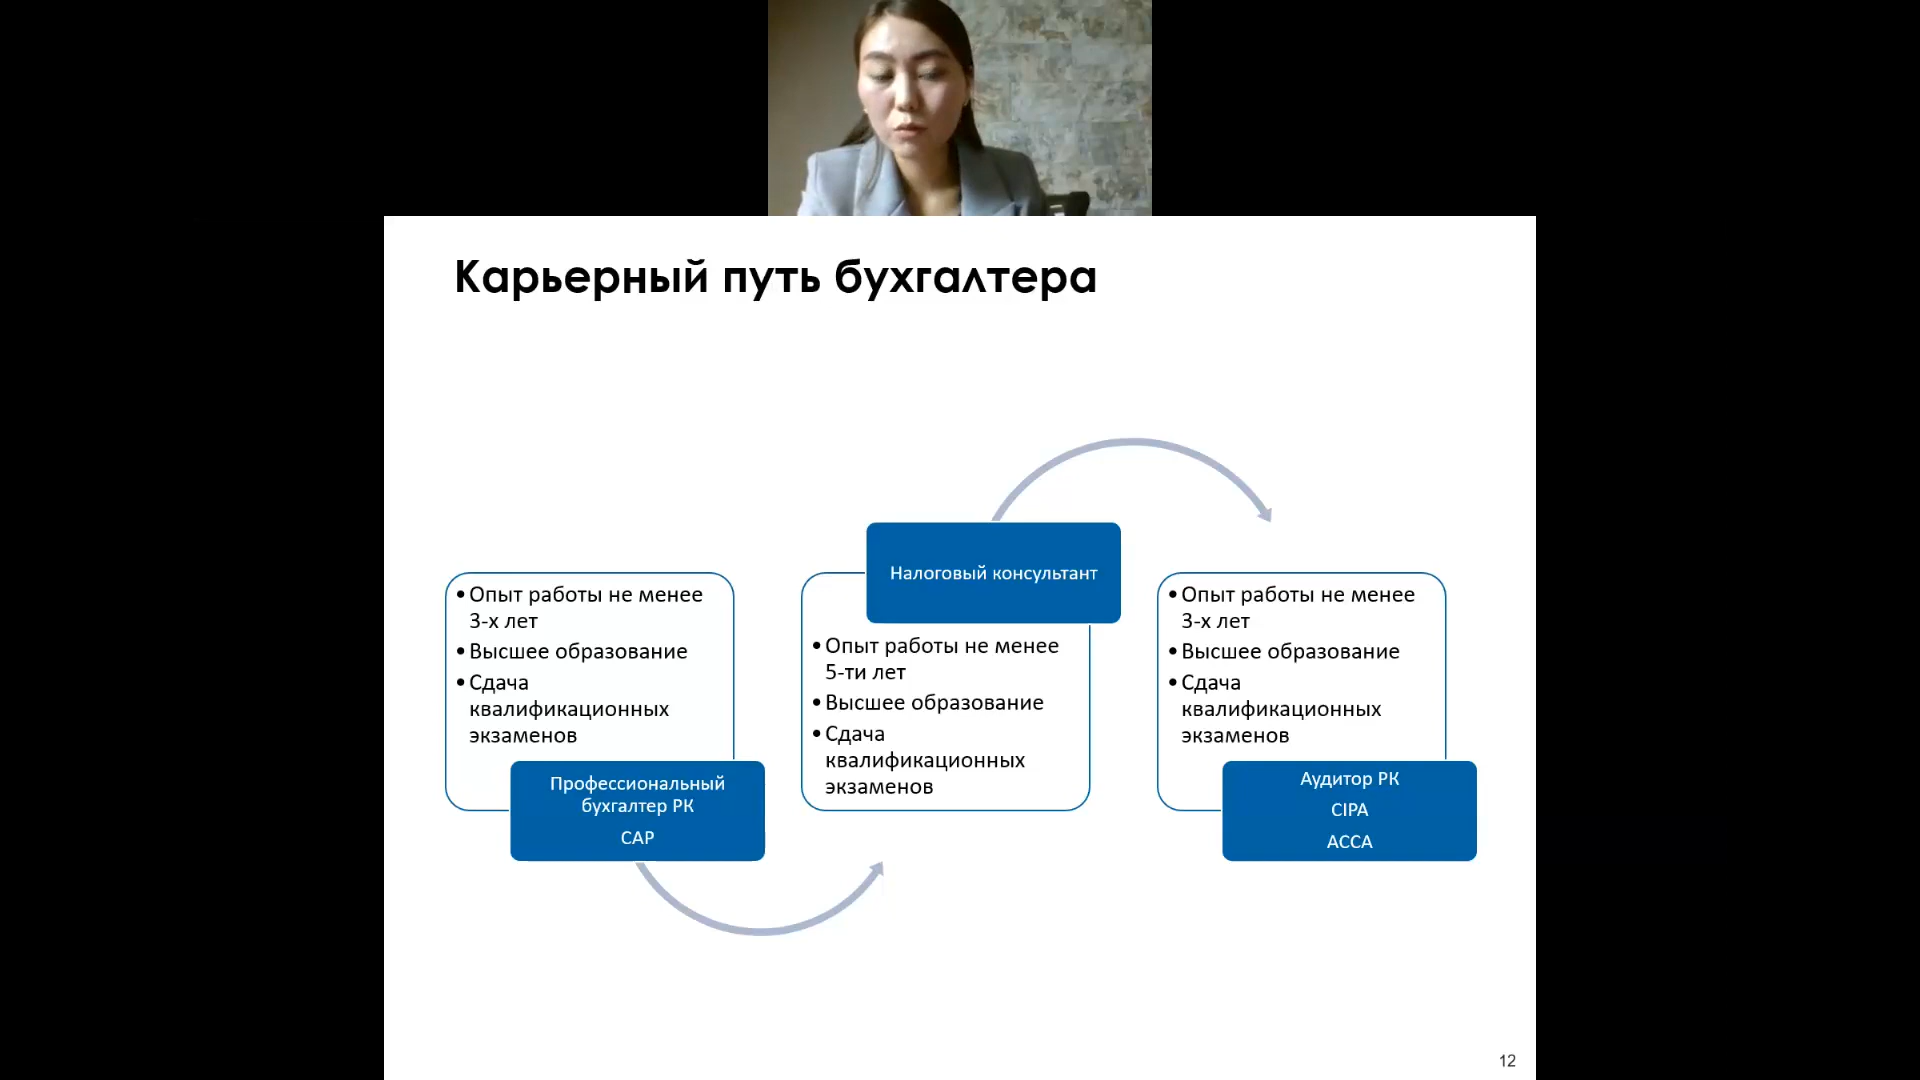 Карьерный путь бухгалтера
• Опыт работы не менее
3-х лет
• Высшее образование
• Сдача
квалификационных
экзаменов
Профессиональный
бухгалтер РК
CAP
Налоговый консультант
• Опыт работы не менее
5-ти лет
• Высшее образование
• Сдача
квалификационных
экзаменов
• Опыт работы не менее
3-х лет
• Высшее образование
• Сдача
квалификационных
экзаменов
Аудитор РК
CIPA
ACCA
12